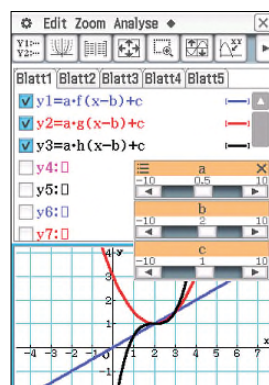 Edit Zoom Analyse ◆
Y1:... Y2:...
Blatt1 Blatt2 Blatt3 Blatt4 Blatt5
y1=a·f(x-b)+c
y2=a·g(x-b)+c
y3=a·h(x-b)+c
y4:
y5:
y6:
y7:
a
-10 0.5 10
b
-10 2 10
c
-10 1 10
4 y
3
2
1
-4 -3 -2 -1 1 2 3 4 5 6 7
x
-1